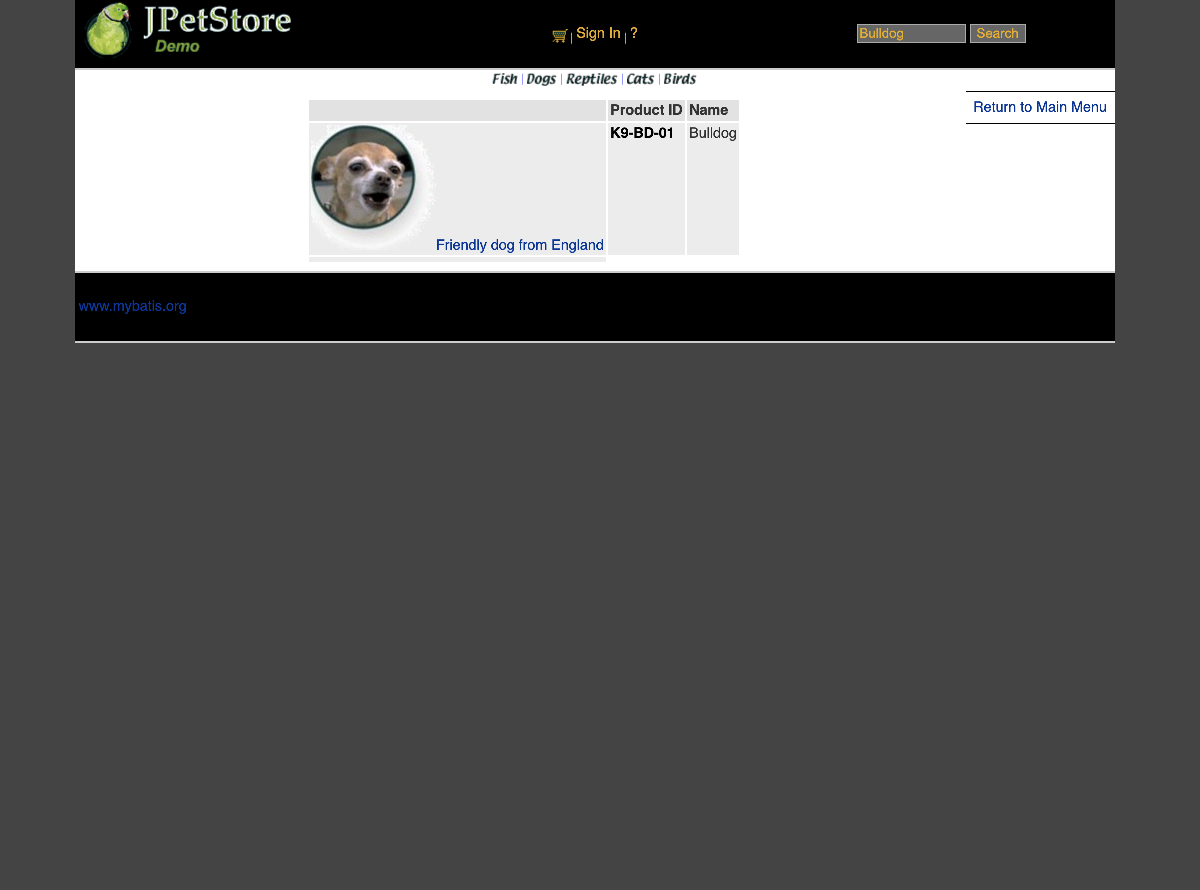 JPetStore
Demo
Sign In | ?
Bulldog Search
Fish | Dogs | Reptiles | Cats | Birds
Return to Main Menu
Product ID Name
K9-BD-01 Bulldog
Friendly dog from England
www.mybatis.org